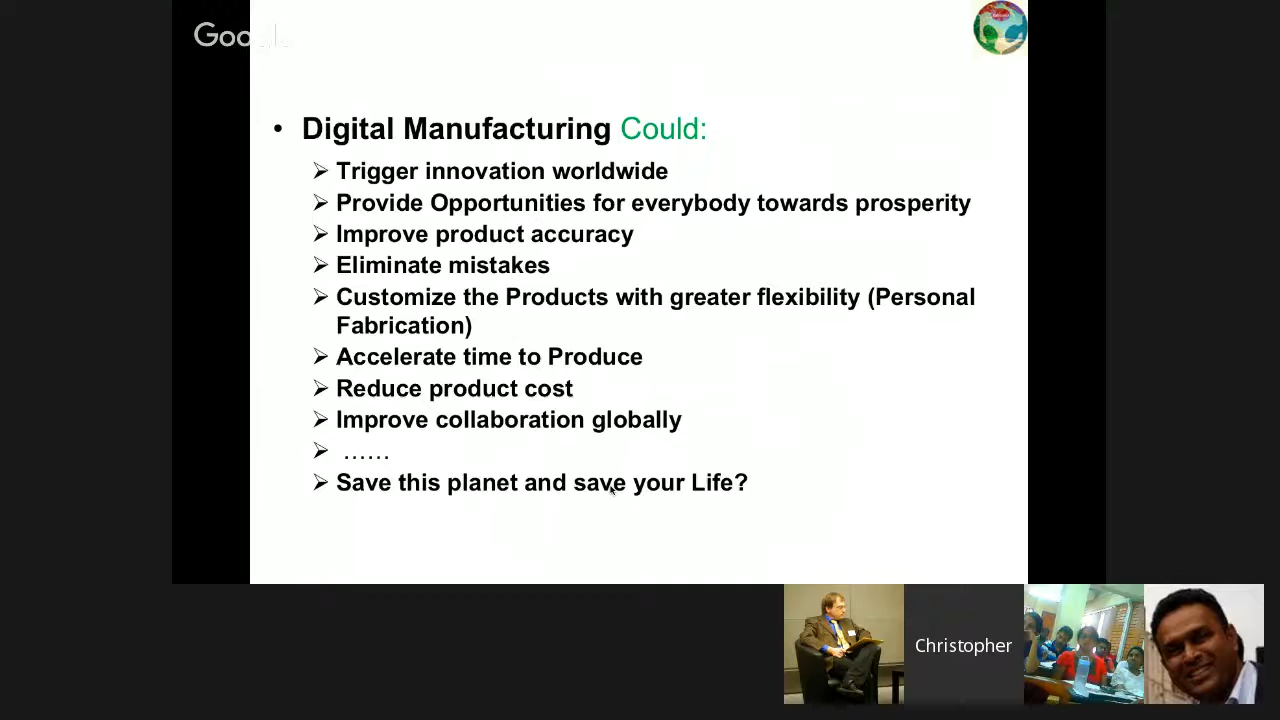 Google
• Digital Manufacturing Could:
➢ Trigger innovation worldwide
➢ Provide Opportunities for everybody towards prosperity
➢ Improve product accuracy
➢ Eliminate mistakes
➢ Customize the Products with greater flexibility (Personal
Fabrication)
➢ Accelerate time to Produce
➢ Reduce product cost
➢ Improve collaboration globally
➢ ......
➢ Save this planet and save your Life?
Christopher